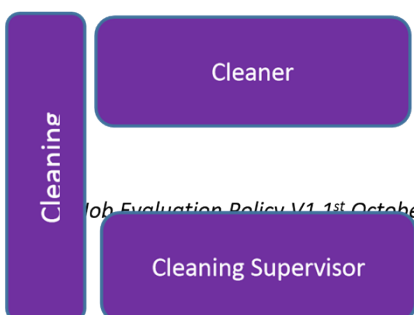 Cleaning
Cleaner
Job Evaluation Policy V1 1st Octobe
Cleaning Supervisor